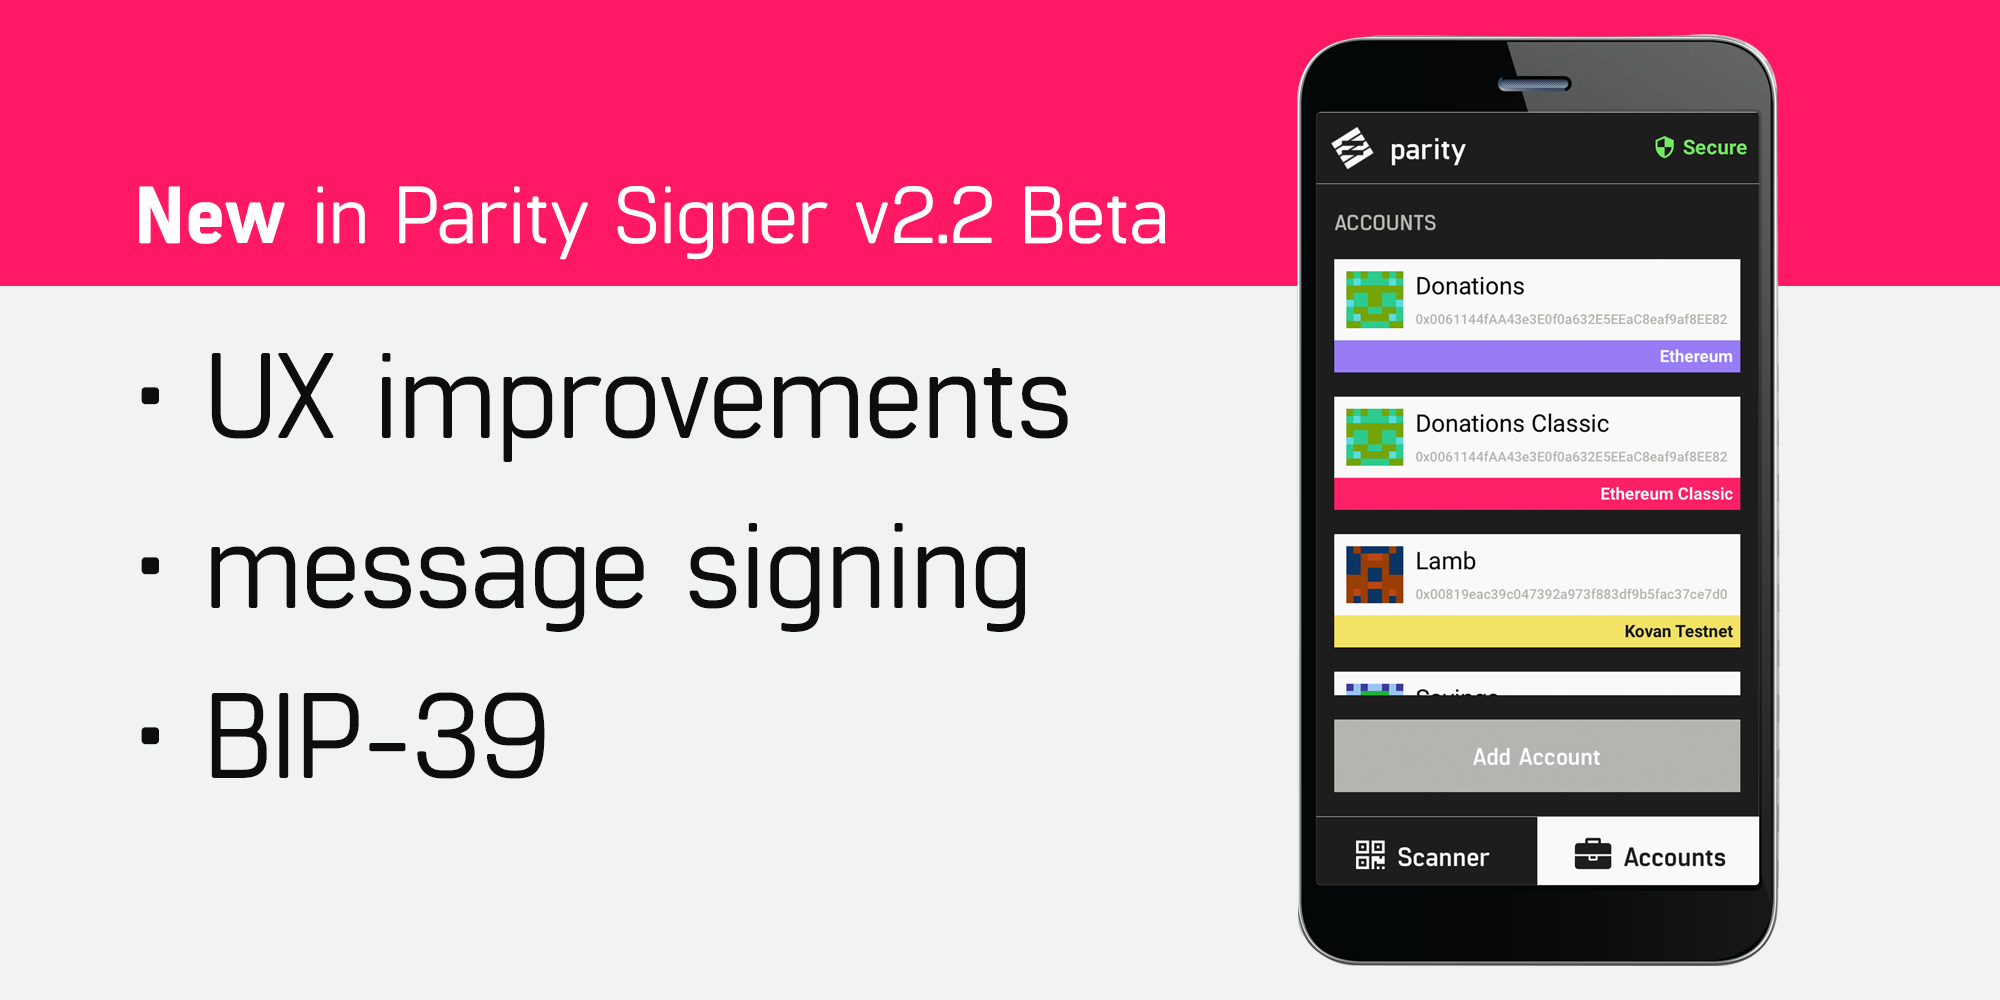 New in Parity Signer v2.2 Beta
· UX improvements
· message signing
· BIP-39
parity
Secure
ACCOUNTS
Donations
0x0061144fAA43e3E0f0a632E5EEaC8eaf9af8EE82
Ethereum
Donations Classic
0x0061144fAA43e3E0f0a632E5EEaC8eaf9af8EE82
Ethereum Classic
Lamb
0x00819eac39c047392a973f883df9b5fac37ce7d0
Kovan Testnet
Savings
Add Account
Scanner
Accounts